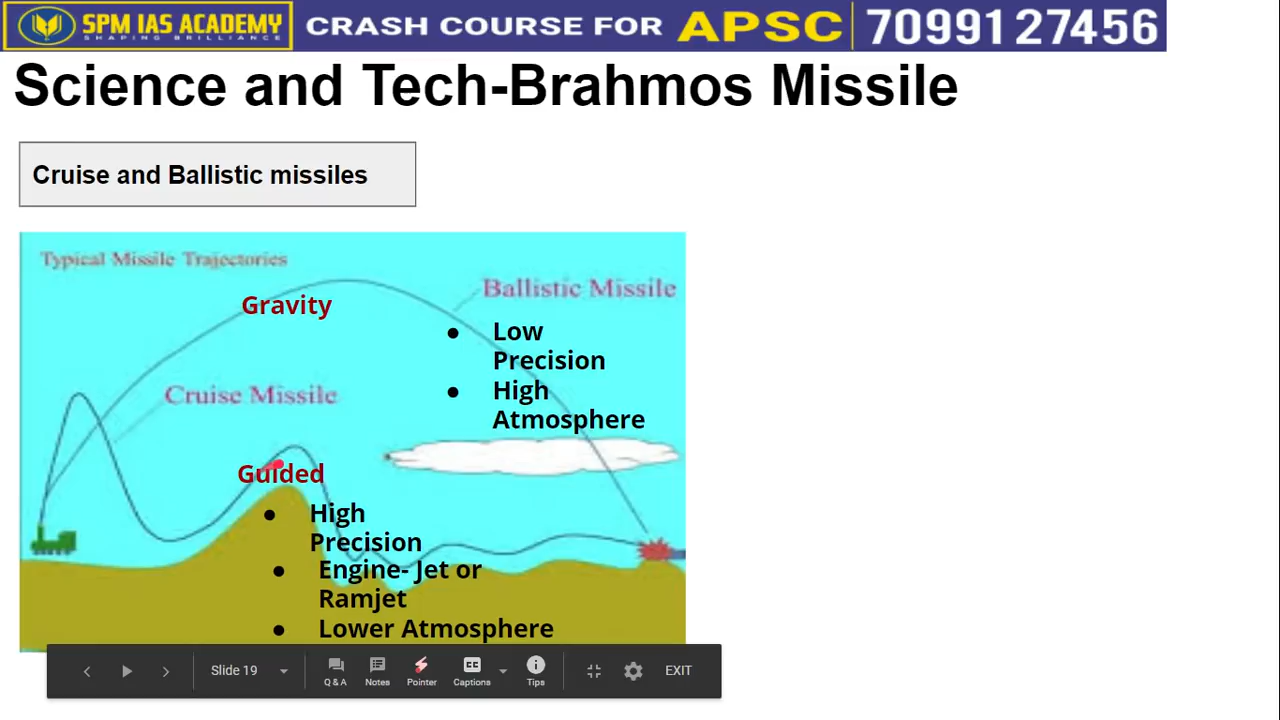 SPM IAS ACADEMY
SHAPING BRILLIANCE
CRASH COURSE FOR APSC 70991 27456
Science and Tech-Brahmos Missile
Cruise and Ballistic missiles
Typical Missile Trajectories
Ballistic Missile
Gravity
● Low
Precision
● High
Atmosphere
Cruise Missile
Guided
● High
Precision
● Engine- Jet or
Ramjet
● Lower Atmosphere
Slide 19
Q & A
Notes
Pointer
CC
Captions
Tips
EXIT